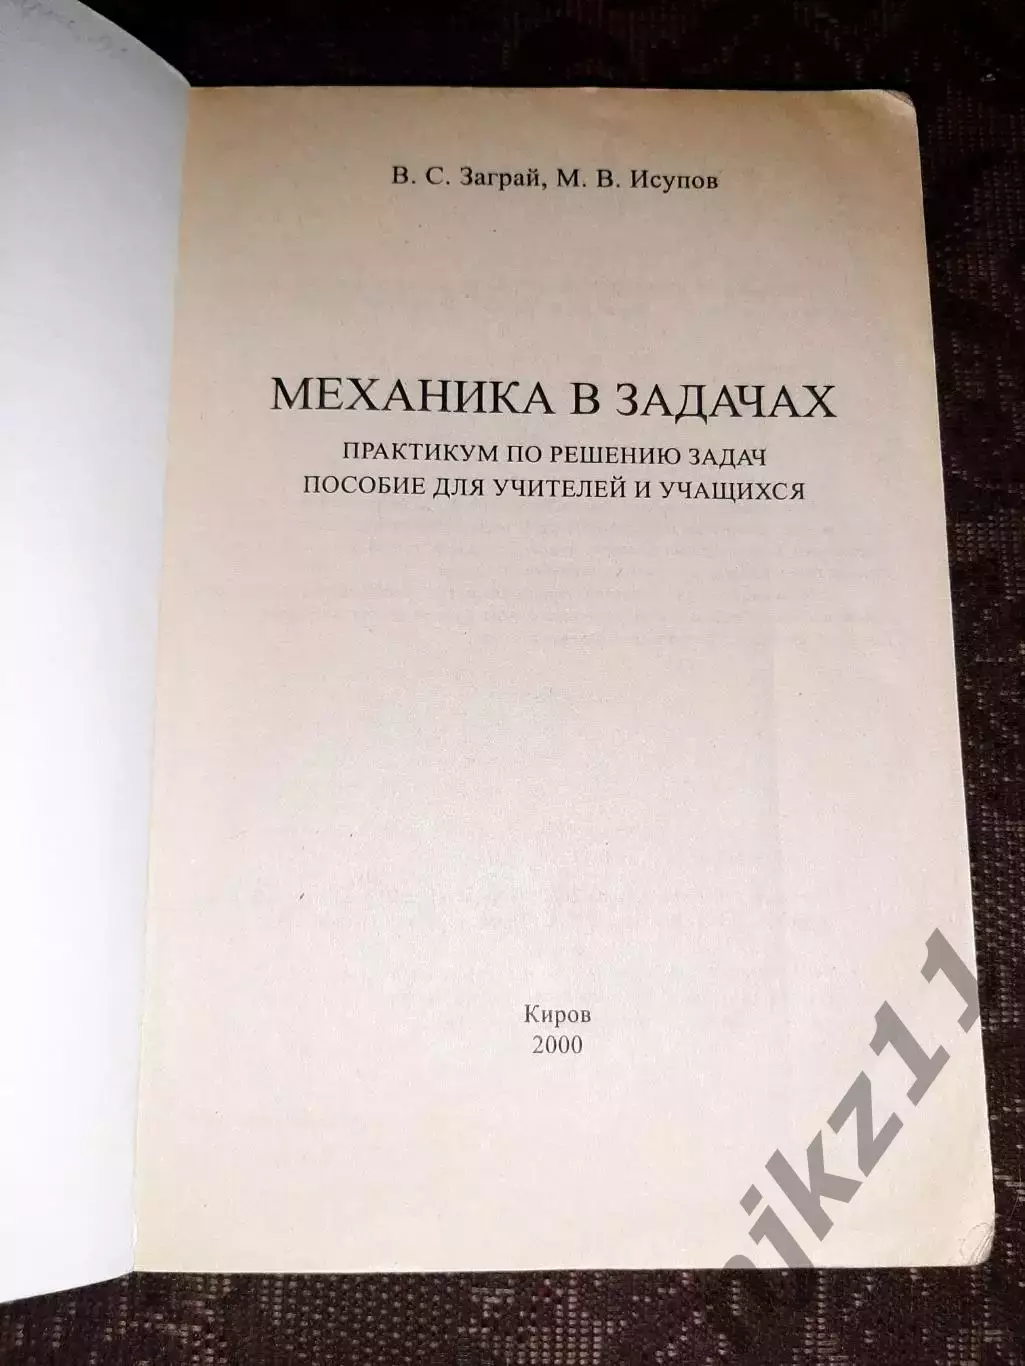 В. С. Заграй, М. В. Исупов
МЕХАНИКА В ЗАДАЧАХ
ПРАКТИКУМ ПО РЕШЕНИЮ ЗАДАЧ
ПОСОБИЕ ДЛЯ УЧИТЕЛЕЙ И УЧАЩИХСЯ
Киров
2000